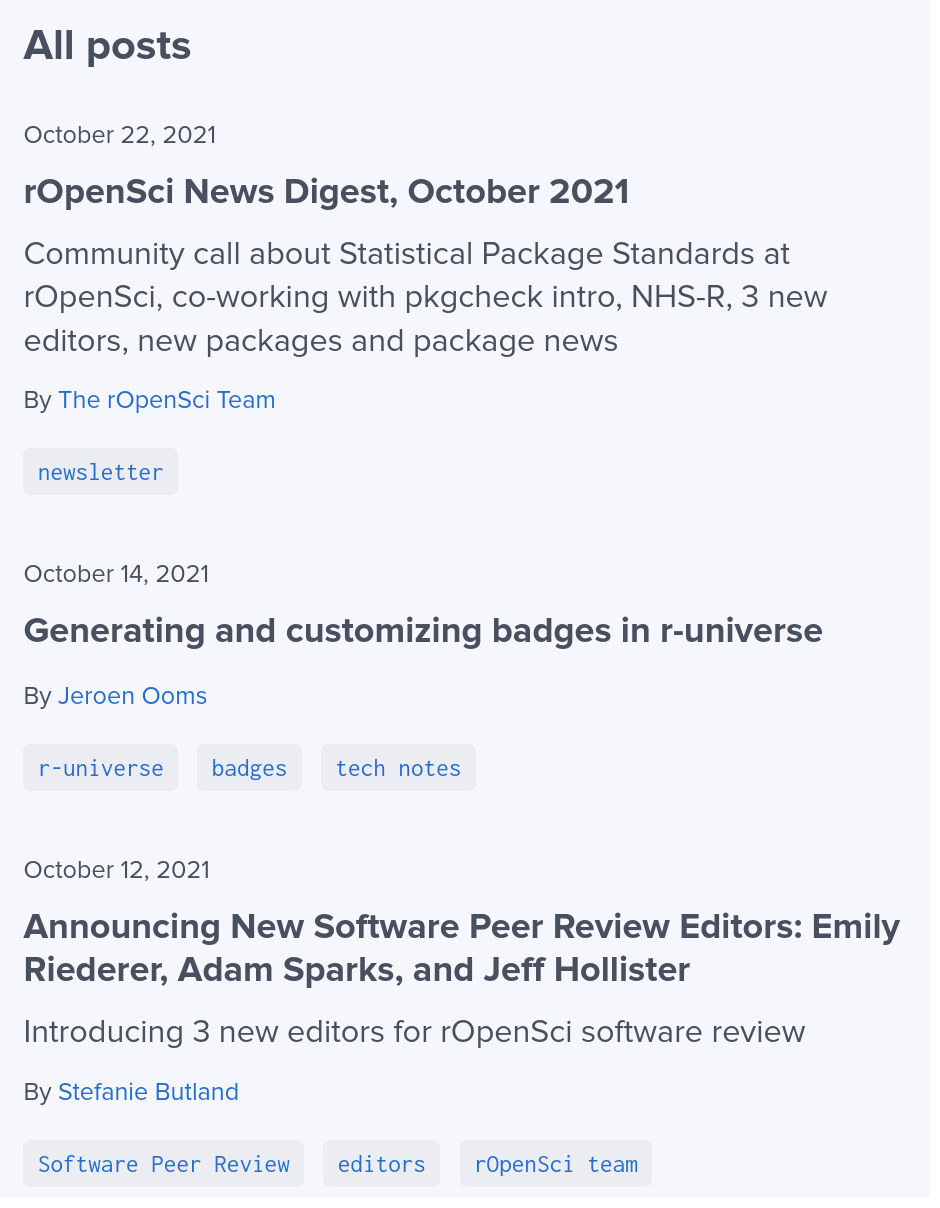 All posts
October 22, 2021
rOpenSci News Digest, October 2021
Community call about Statistical Package Standards at
rOpenSci, co-working with pkgcheck intro, NHS-R, 3 new
editors, new packages and package news
By The rOpenSci Team
newsletter
October 14, 2021
Generating and customizing badges in r-universe
By Jeroen Ooms
r-universe badges tech notes
October 12, 2021
Announcing New Software Peer Review Editors: Emily
Riederer, Adam Sparks, and Jeff Hollister
Introducing 3 new editors for rOpenSci software review
By Stefanie Butland
Software Peer Review editors rOpenSci team